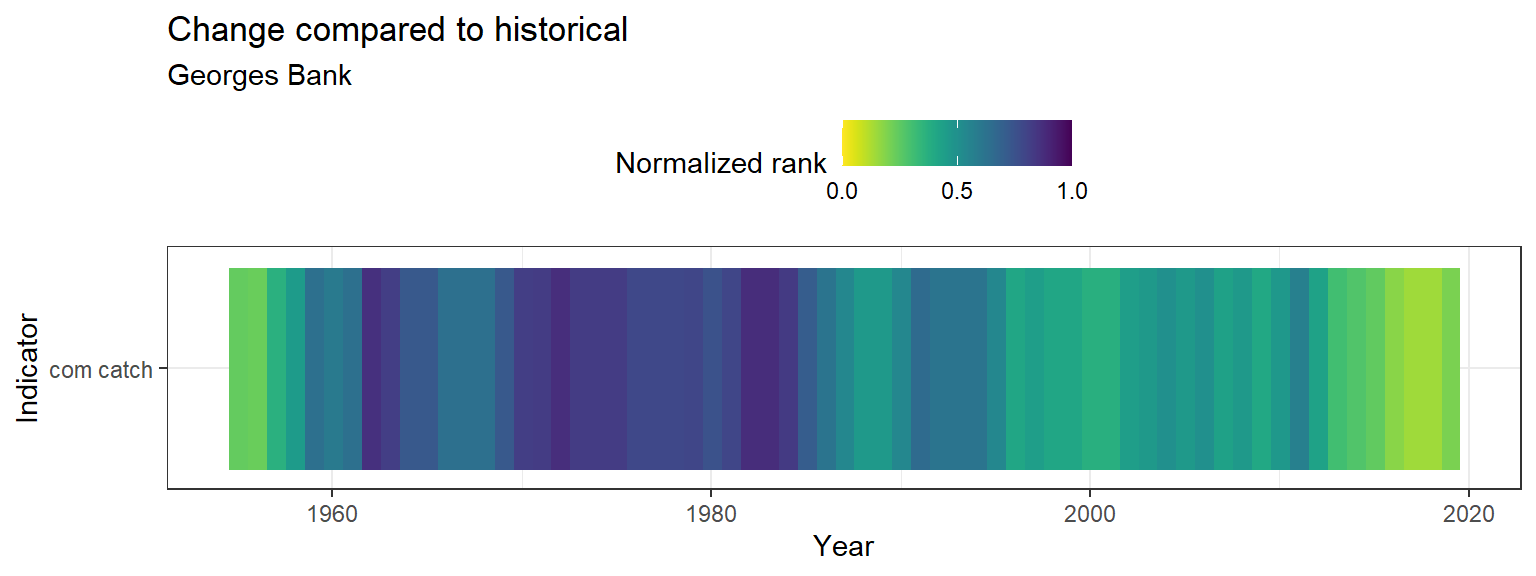 Change compared to historical
Georges Bank
Normalized rank
0.0 0.5 1.0
Indicator
com catch
1960 1980 2000 2020
Year